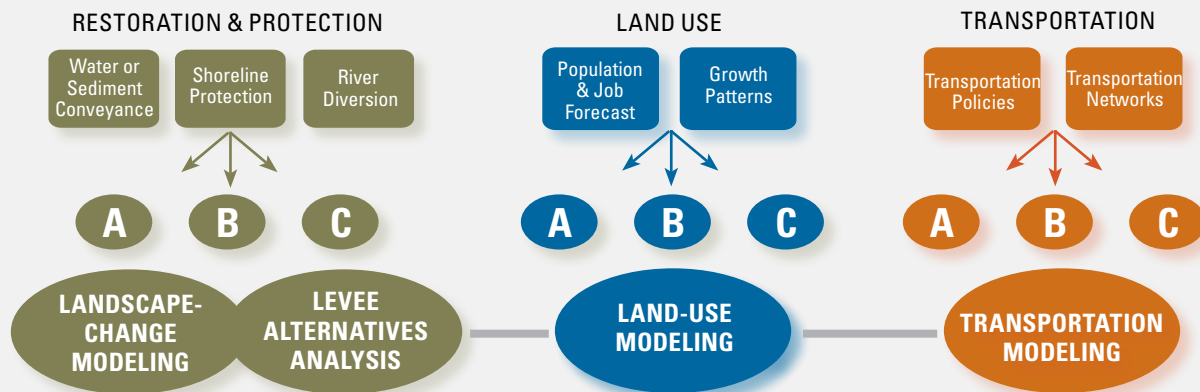 RESTORATION & PROTECTION
Water or
Sediment
Conveyance
Shoreline
Protection
River
Diversion
A
B
C
LANDSCAPE-
CHANGE
MODELING
LEVEE
ALTERNATIVES
ANALYSIS
LAND USE
Population
& Job
Forecast
Growth
Patterns
A
B
C
LAND-USE
MODELING
TRANSPORTATION
Transportation
Policies
Transportation
Networks
A
B
C
TRANSPORTATION
MODELING